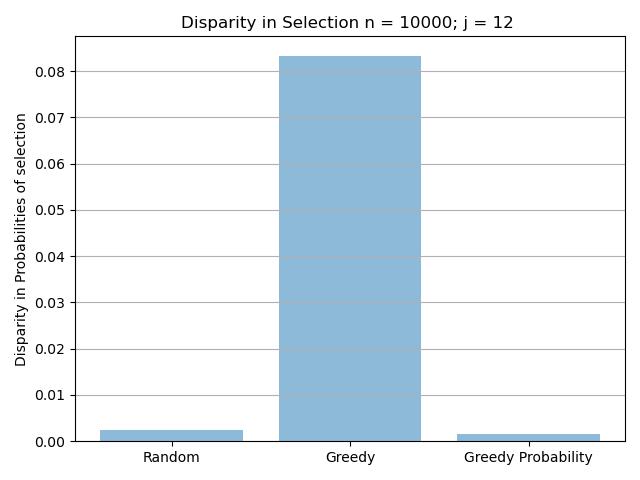 Disparity in Selection n = 10000; j = 12
Disparity in Probabilities of selection
0.08
0.07
0.06
0.05
0.04
0.03
0.02
0.01
0.00
Random
Greedy
Greedy Probability